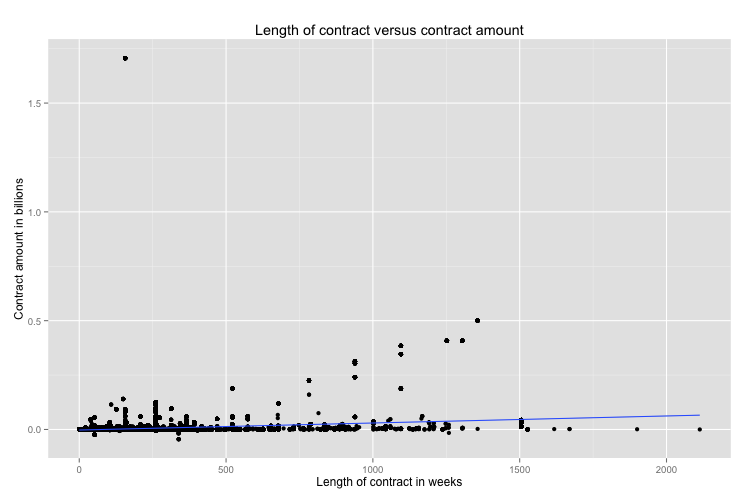 Length of contract versus contract amount
Contract amount in billions
1.5
1.0
0.5
0.0
0 500 1000 1500 2000
Length of contract in weeks